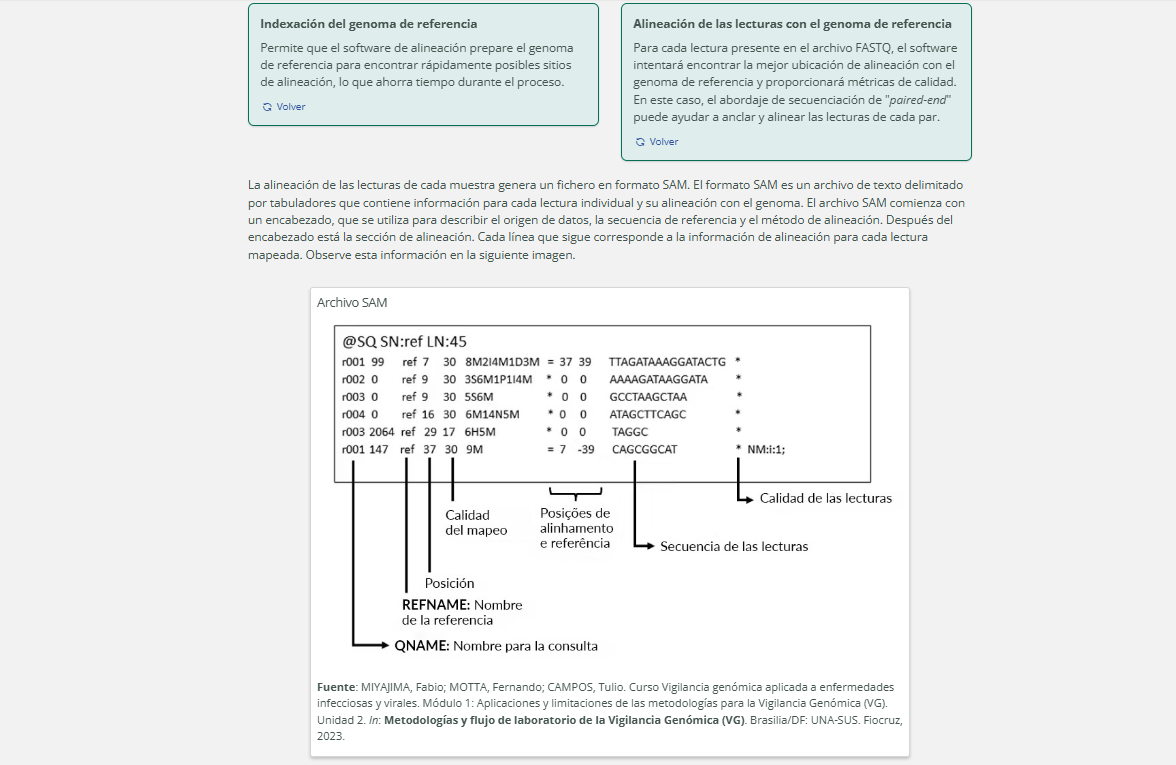 Indexación del genoma de referencia
Permite que el software de alineación prepare el genoma
de referencia para encontrar rápidamente posibles sitios
de alineación, lo que ahorra tiempo durante el proceso.
Volver
Alineación de las lecturas con el genoma de referencia
Para cada lectura presente en el archivo FASTQ, el software
intentará encontrar la mejor ubicación de alineación con el
genoma de referencia y proporcionará métricas de calidad.
En este caso, el abordaje de secuenciación de "paired-end"
puede ayudar a anclar y alinear las lecturas de cada par.
Volver
La alineación de las lecturas de cada muestra genera un fichero en formato SAM. El formato SAM es un archivo de texto delimitado
por tabuladores que contiene información para cada lectura individual y su alineación con el genoma. El archivo SAM comienza con
un encabezado, que se utiliza para describir el origen de datos, la secuencia de referencia y el método de alineación. Después del
encabezado está la sección de alineación. Cada línea que sigue corresponde a la información de alineación para cada lectura
mapeada. Observe esta información en la siguiente imagen.
Archivo SAM
@SQ SN:ref LN:45
r001 99 ref 7 30 8M2I4M1D3M = 37 39 TTAGATAAAGGATACTG *
r002 0 ref 9 30 3S6M1P1I4M * 0 0 AAAAGATAAGGATA *
r003 0 ref 9 30 5S6M * 0 0 GCCTAAGCTAA *
r004 0 ref 16 30 6M14N5M * 0 0 ATAGCTTCAGC *
r003 2064 ref 29 17 6H5M * 0 0 TAGGC *
r001 147 ref 37 30 9M = 7 -39 CAGCGGCAT * NM:i:1;
Calidad de las lecturas
Calidad
del mapeo
Posições de
alinhamento
e referência
Secuencia de las lecturas
Posición
REFNAME: Nombre
de la referencia
QNAME: Nombre para la consulta
Fuente: MIYAJIMA, Fabio; MOTTA, Fernando; CAMPOS, Tulio. Curso Vigilancia genómica aplicada a enfermedades
infecciosas y virales. Módulo 1: Aplicaciones y limitaciones de las metodologías para la Vigilancia Genómica (VG).
Unidad 2. In: Metodologías y flujo de laboratorio de la Vigilancia Genómica (VG). Brasilia/DF: UNA-SUS. Fiocruz,
2023.